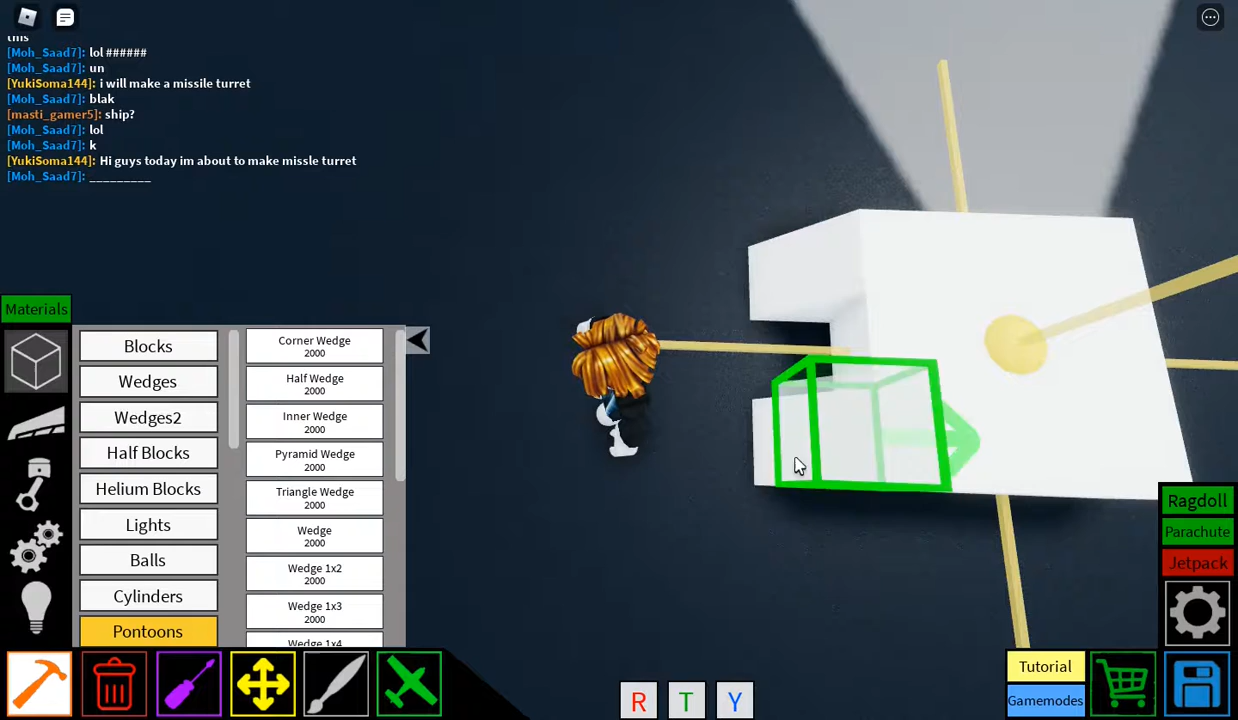 this
[Moh_Saad7]: lol ######
[Moh_Saad7]: un
[YukiSoma144]: i will make a missile turret
[Moh_Saad7]: blak
[masti_gamer5]: ship?
[Moh_Saad7]: lol
[Moh_Saad7]: k
[YukiSoma144]: Hi guys today im about to make missle turret
[Moh_Saad7]: _________
Materials
Blocks
Wedges
Wedges2
Half Blocks
Helium Blocks
Lights
Balls
Cylinders
Pontoons
Corner Wedge
2000
Half Wedge
2000
Inner Wedge
2000
Pyramid Wedge
2000
Triangle Wedge
2000
Wedge
2000
Wedge 1x2
2000
Wedge 1x3
2000
Wedge 1x4
Ragdoll
Parachute
Jetpack
Tutorial
Gamemodes
R T Y